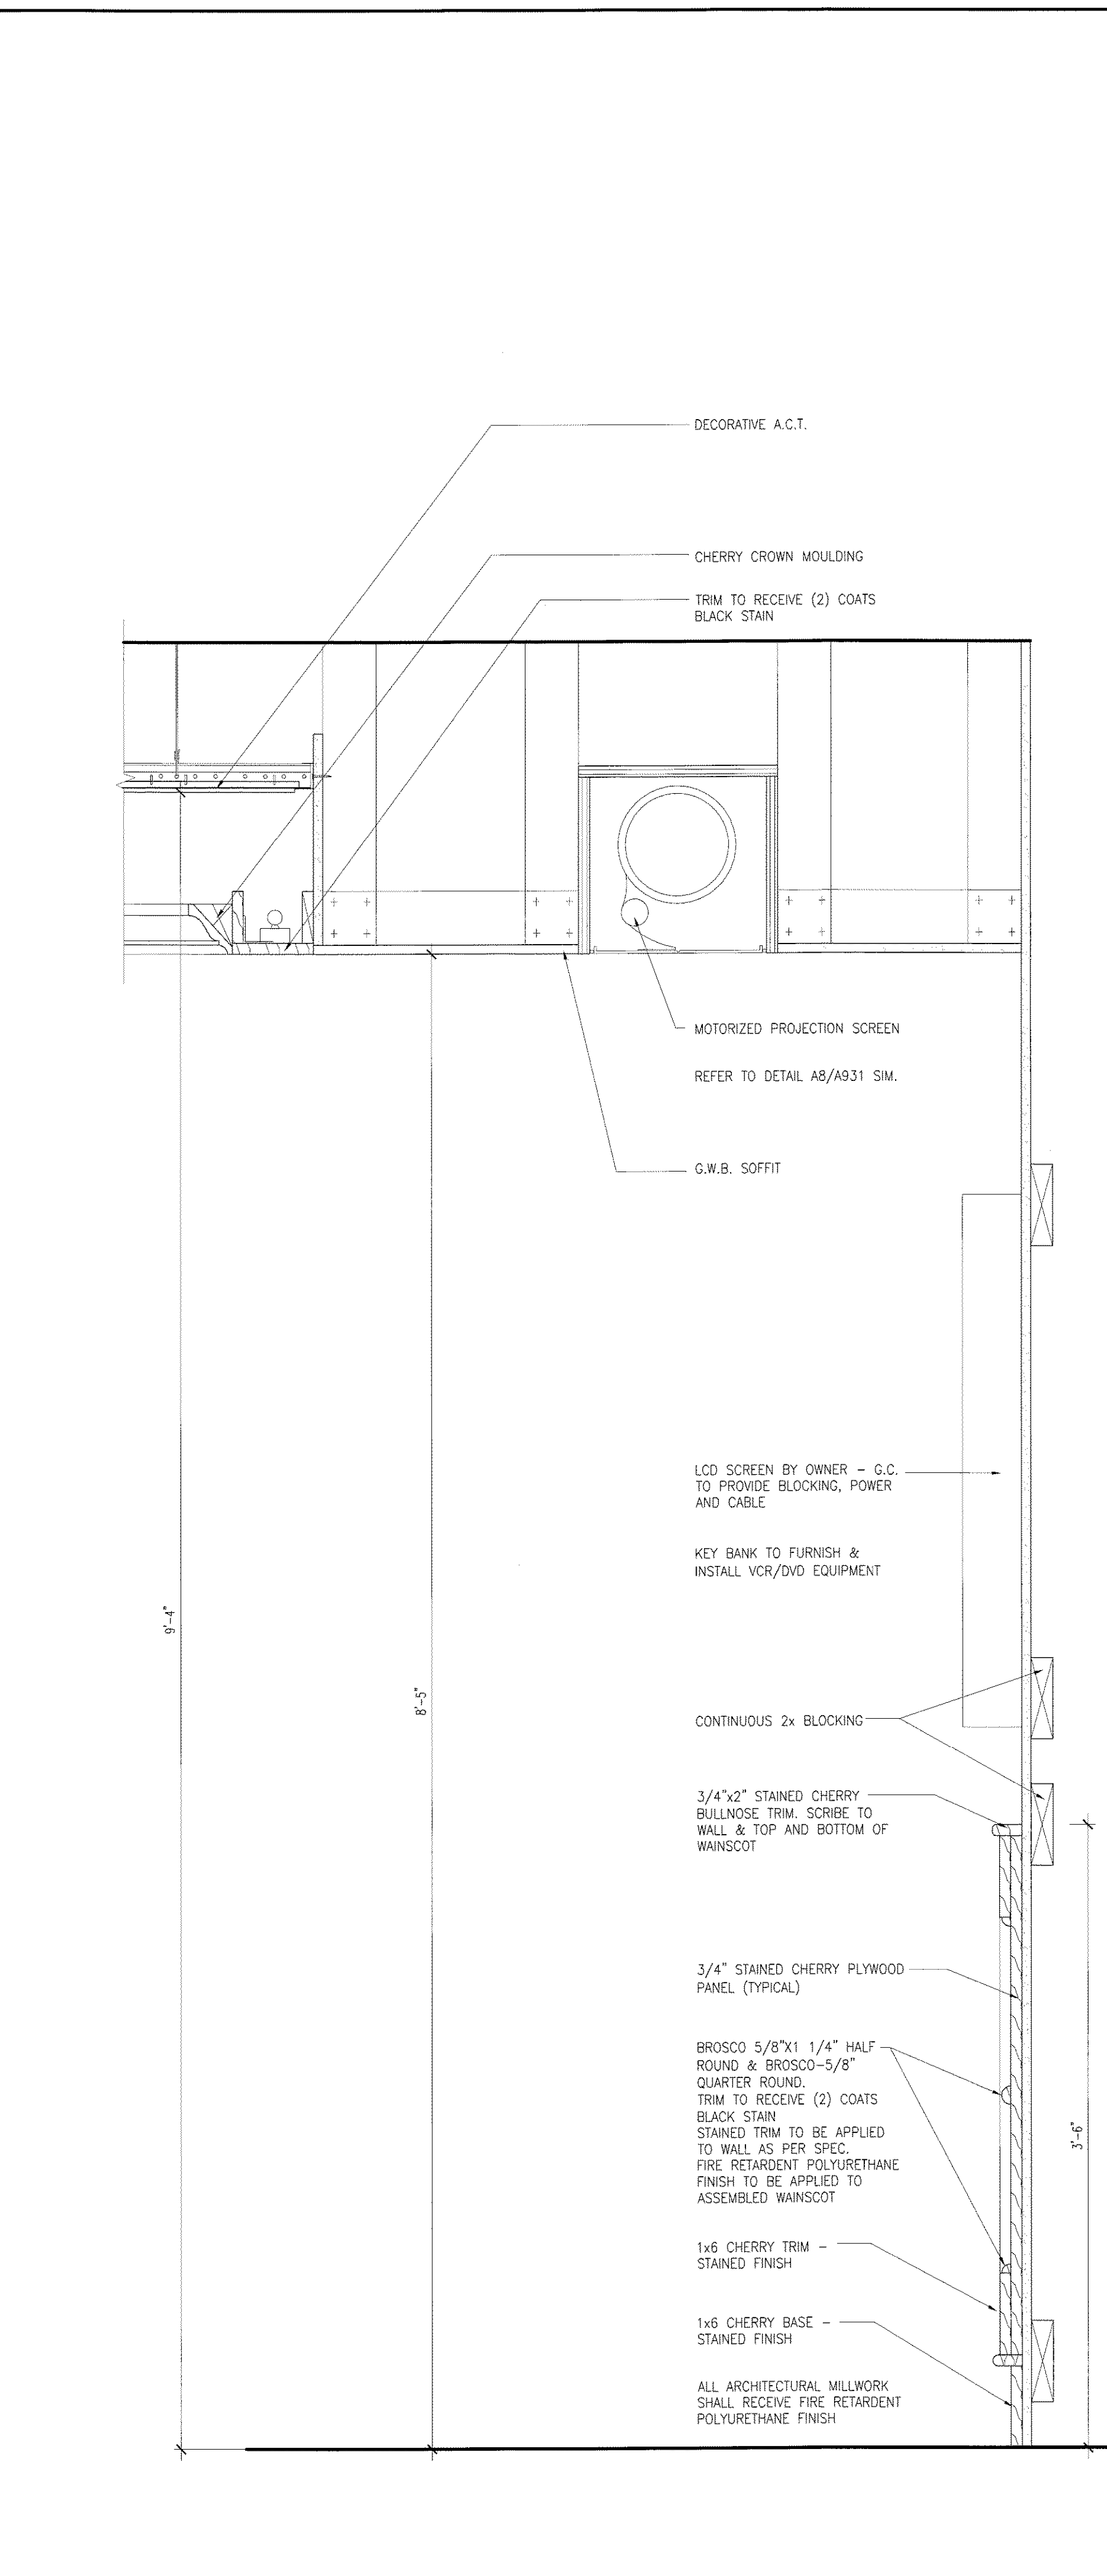 DECORATIVE A.C.T.
CHERRY CROWN MOULDING
TRIM TO RECEIVE (2) COATS
BLACK STAIN
MOTORIZED PROJECTION SCREEN
REFER TO DETAIL A8/A931 SIM.
G.W.B. SOFFIT
LCD SCREEN BY OWNER – G.C.
TO PROVIDE BLOCKING, POWER
AND CABLE
KEY BANK TO FURNISH &
INSTALL VCR/DVD EQUIPMENT
9'-4"
8'-5"
CONTINUOUS 2x BLOCKING
3/4"x2" STAINED CHERRY
BULLNOSE TRIM. SCRIBE TO
WALL & TOP AND BOTTOM OF
WAINSCOT
3/4" STAINED CHERRY PLYWOOD
PANEL (TYPICAL)
BROSCO 5/8"X1 1/4" HALF
ROUND & BROSCO-5/8"
QUARTER ROUND.
TRIM TO RECEIVE (2) COATS
BLACK STAIN
STAINED TRIM TO BE APPLIED
TO WALL AS PER SPEC.
FIRE RETARDENT POLYURETHANE
FINISH TO BE APPLIED TO
ASSEMBLED WAINSCOT
3'-6"
1x6 CHERRY TRIM –
STAINED FINISH
1x6 CHERRY BASE –
STAINED FINISH
ALL ARCHITECTURAL MILLWORK
SHALL RECEIVE FIRE RETARDENT
POLYURETHANE FINISH